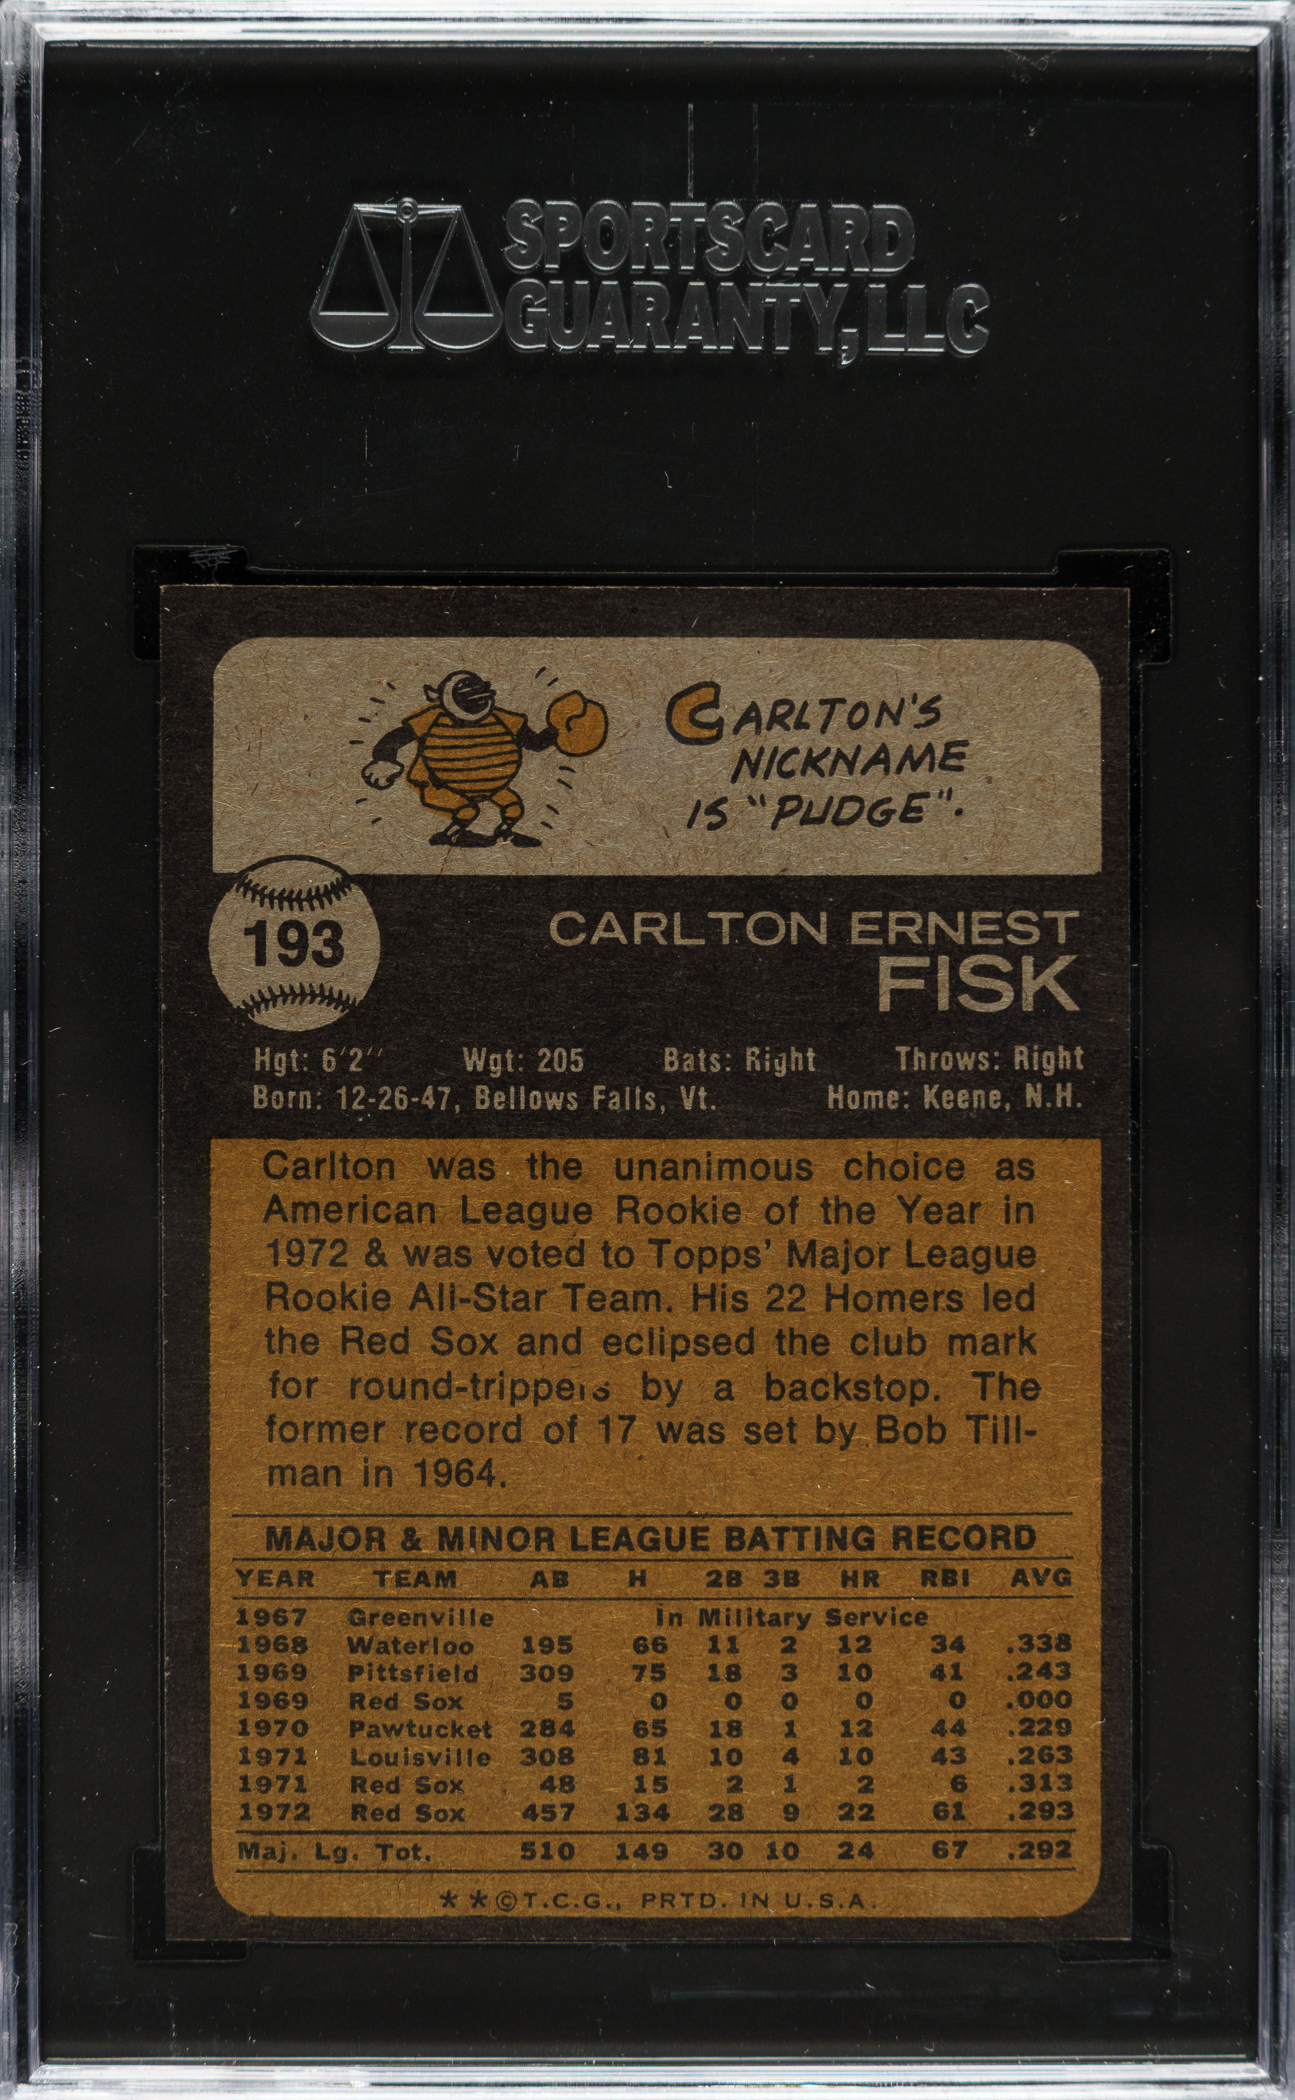 SPORTSCARD
GUARANTY, LLC
CARLTON'S
NICKNAME
IS "PUDGE".
193
CARLTON ERNEST
FISK
Hgt: 6'2'' Wgt: 205 Bats: Right Throws: Right
Born: 12-26-47, Bellows Falls, Vt. Home: Keene, N.H.
Carlton was the unanimous choice as
American League Rookie of the Year in
1972 & was voted to Topps' Major League
Rookie All-Star Team. His 22 Homers led
the Red Sox and eclipsed the club mark
for round-trippers by a backstop. The
former record of 17 was set by Bob Till-
man in 1964.
MAJOR & MINOR LEAGUE BATTING RECORD
YEAR TEAM AB H 2B 3B HR RBI AVG
1967 Greenville In Military Service
1968 Waterloo 195 66 11 2 12 34 .338
1969 Pittsfield 309 75 18 3 10 41 .243
1969 Red Sox 5 0 0 0 0 0 .000
1970 Pawtucket 284 65 18 1 12 44 .229
1971 Louisville 308 81 10 4 10 43 .263
1971 Red Sox 48 15 2 1 2 6 .313
1972 Red Sox 457 134 28 9 22 61 .293
Maj. Lg. Tot. 510 149 30 10 24 67 .292
**©T.C.G., PRTD. IN U.S.A.